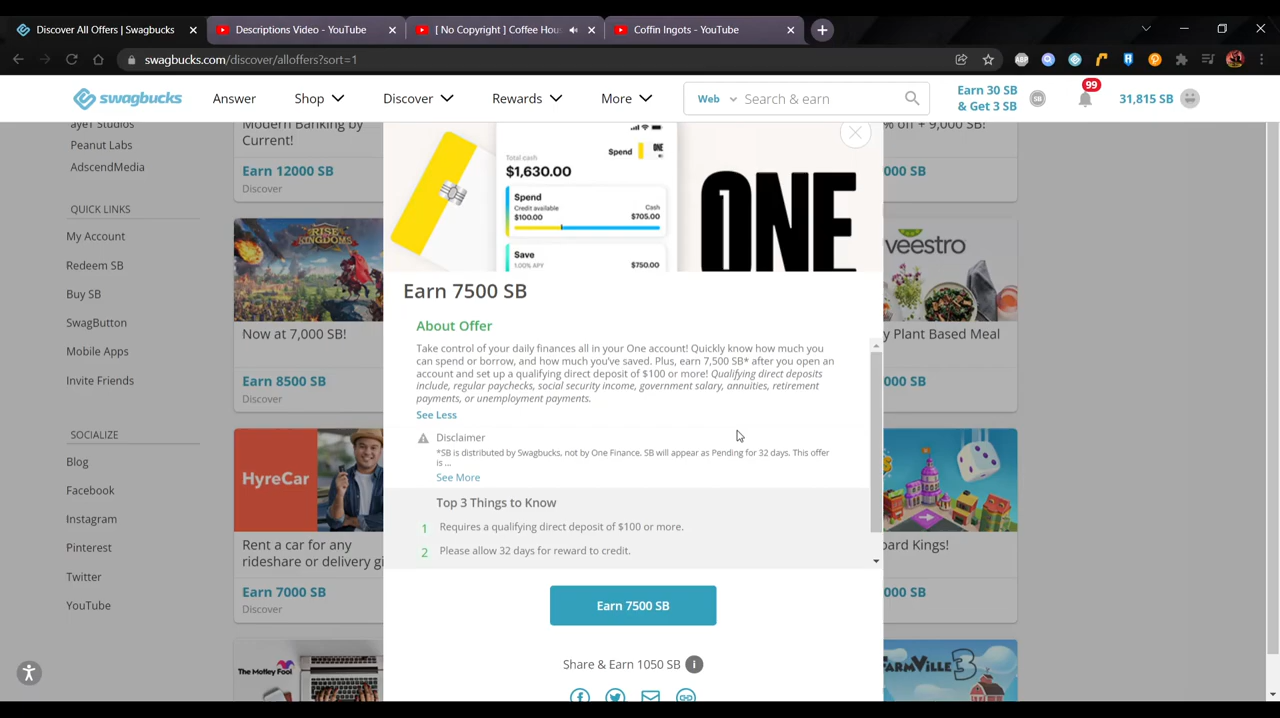 Discover All Offers | Swagbucks
Descriptions Video - YouTube
[ No Copyright ] Coffee Hou
Coffin Ingots - YouTube
swagbucks.com/discover/alloffers?sort=1
swagbucks
Answer
Shop
Discover
Rewards
More
Web
Search & earn
Earn 30 SB
& Get 3 SB
SB
99
31,815 SB
ayeT Studios
Peanut Labs
AdscendMedia
QUICK LINKS
My Account
Redeem SB
Buy SB
SwagButton
Mobile Apps
Invite Friends
SOCIALIZE
Blog
Facebook
Instagram
Pinterest
Twitter
YouTube
Modern Banking by
Current!
Earn 12000 SB
Discover
RISE
KINGDOMS
Now at 7,000 SB!
Earn 8500 SB
Discover
HyreCar
Rent a car for any
rideshare or delivery gi
Earn 7000 SB
Discover
The Motley Fool
Spend
ONE
Total cash
$1,630.00
Spend
Credit available
$100.00
Cash
$705.00
Save
1.00% APY
$750.00
ONE
Earn 7500 SB
About Offer
Take control of your daily finances all in your One account! Quickly know how much you
can spend or borrow, and how much you've saved. Plus, earn 7,500 SB* after you open an
account and set up a qualifying direct deposit of $100 or more! Qualifying direct deposits
include, regular paychecks, social security income, government salary, annuities, retirement
payments, or unemployment payments.
See Less
Disclaimer
*SB is distributed by Swagbucks, not by One Finance. SB will appear as Pending for 32 days. This offer
is ...
See More
Top 3 Things to Know
1 Requires a qualifying direct deposit of $100 or more.
2 Please allow 32 days for reward to credit.
Earn 7500 SB
Share & Earn 1050 SB
% off + 9,000 SB!
000 SB
veestro
y Plant Based Meal
000 SB
oard Kings!
000 SB
FARMVILLE 3